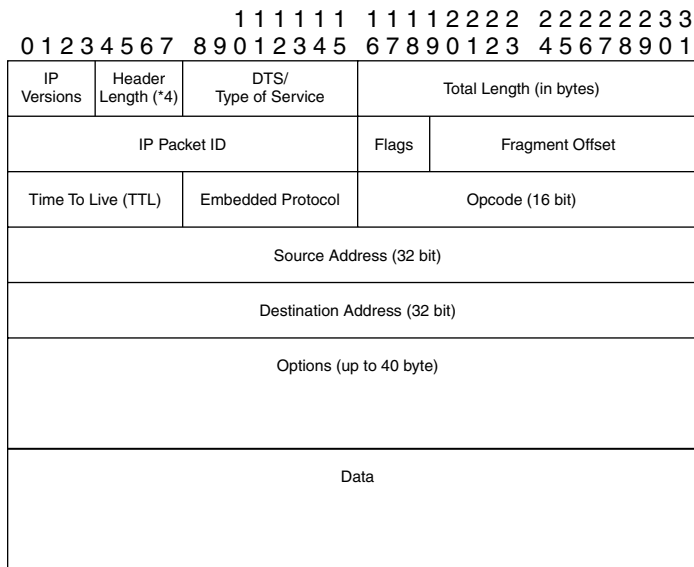 1 1 1 1 1 1 1 1 1 1 2 2 2 2 2 2 2 2 2 2 3 3
0 1 2 3 4 5 6 7 8 9 0 1 2 3 4 5 6 7 8 9 0 1 2 3 4 5 6 7 8 9 0 1
IP Versions
Header Length (*4)
DTS/
Type of Service
Total Length (in bytes)
IP Packet ID
Flags
Fragment Offset
Time To Live (TTL)
Embedded Protocol
Opcode (16 bit)
Source Address (32 bit)
Destination Address (32 bit)
Options (up to 40 byte)
Data